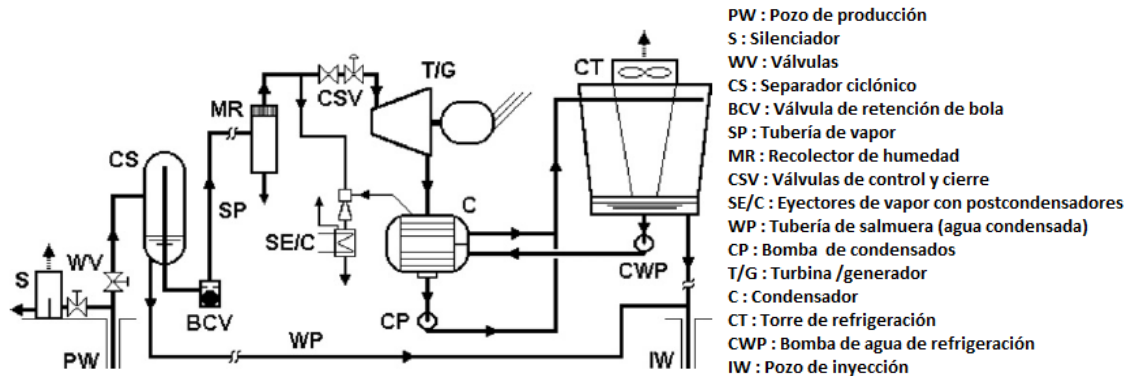 CT
T/G
CSV
MR
CS
SP
C
SE/C
WV
S
CWP
BCV
CP
WP
PW
IW
PW : Pozo de producción
S : Silenciador
WV : Válvulas
CS : Separador ciclónico
BCV : Válvula de retención de bola
SP : Tubería de vapor
MR : Recolector de humedad
CSV : Válvulas de control y cierre
SE/C : Eyectores de vapor con postcondensadores
WP : Tubería de salmuera (agua condensada)
CP : Bomba de condensados
T/G : Turbina /generador
C : Condensador
CT : Torre de refrigeración
CWP : Bomba de agua de refrigeración
IW : Pozo de inyección